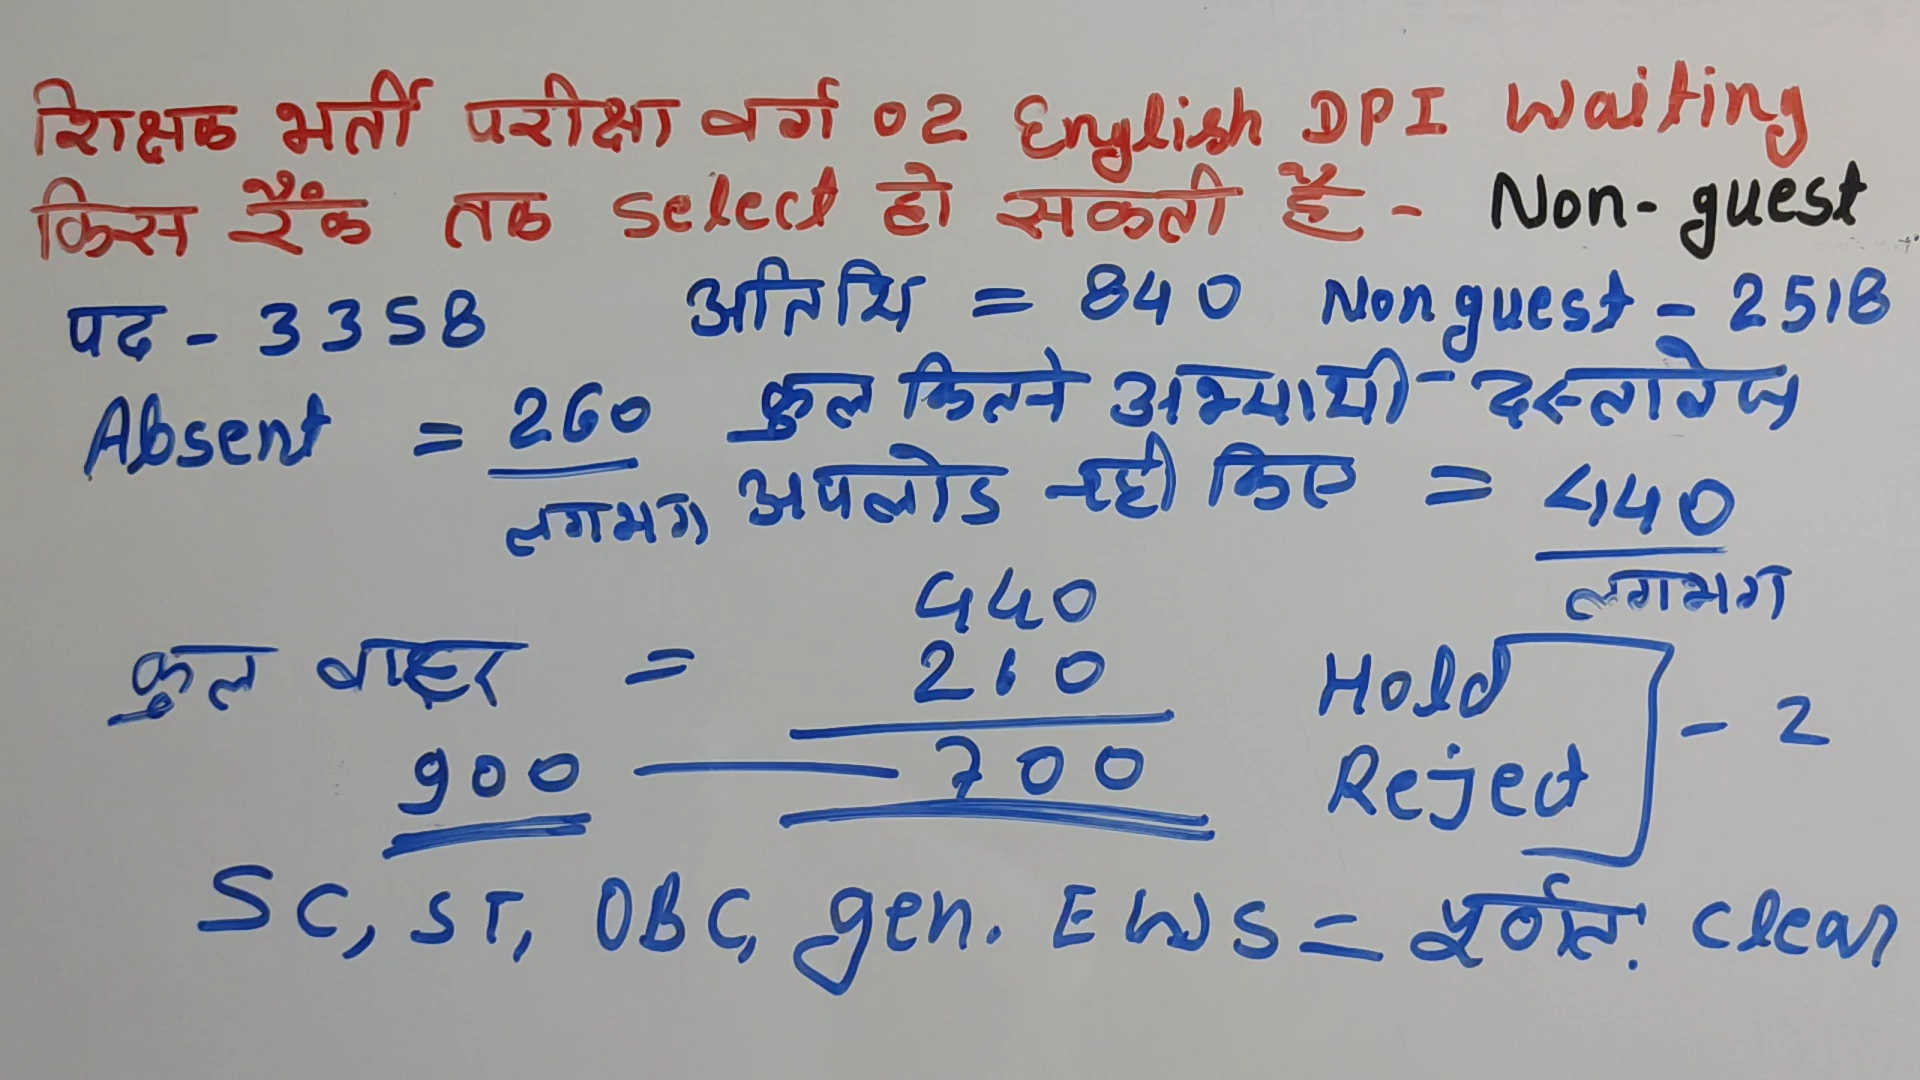 शिक्षक भर्ती परीक्षा वर्ग 02 English DPI Waiting
किस रैंक तक select हो सकती है - Non-guest
पद - 3358 अतिथि = 840 Non guest - 2518
Absent = 260 कुल कितने अभ्यार्थी - दस्तावेज
लगभग अपलोड नही किए = 440
लगभग
440
कुल बाहर = 260 Hold
900 — 700 Reject - 2
SC, ST, OBC, gen. EWS = पूर्णत: clear